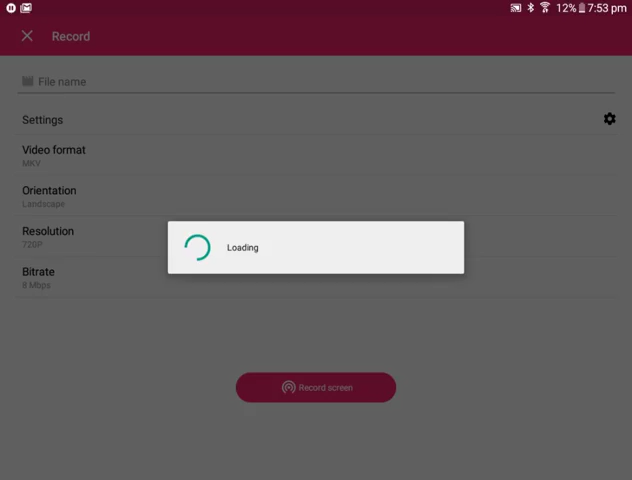 12% 7:53 pm
Record
File name
Settings
Video format
MKV
Orientation
Landscape
Resolution
720P
Loading
Bitrate
8 Mbps
Record screen